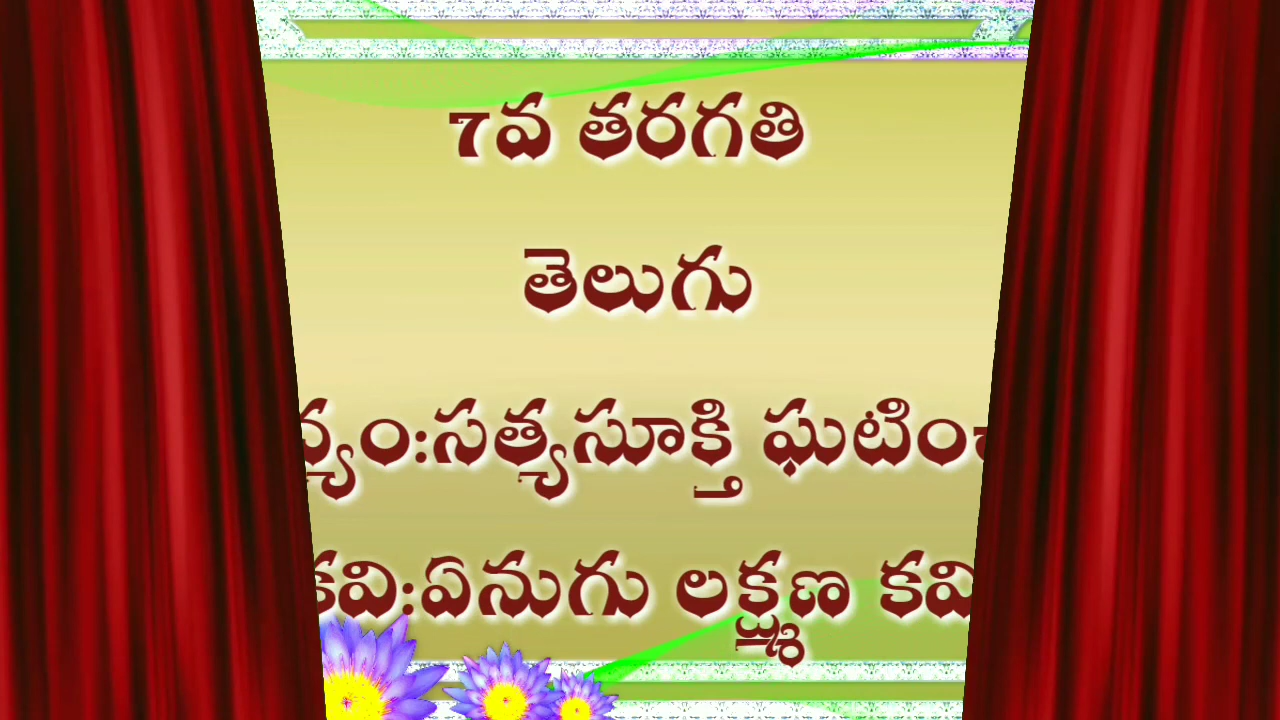 7వ తరగతి
తెలుగు
సత్యసూక్తి
కవి:ఏనుగు లక్ష్మణ కవి